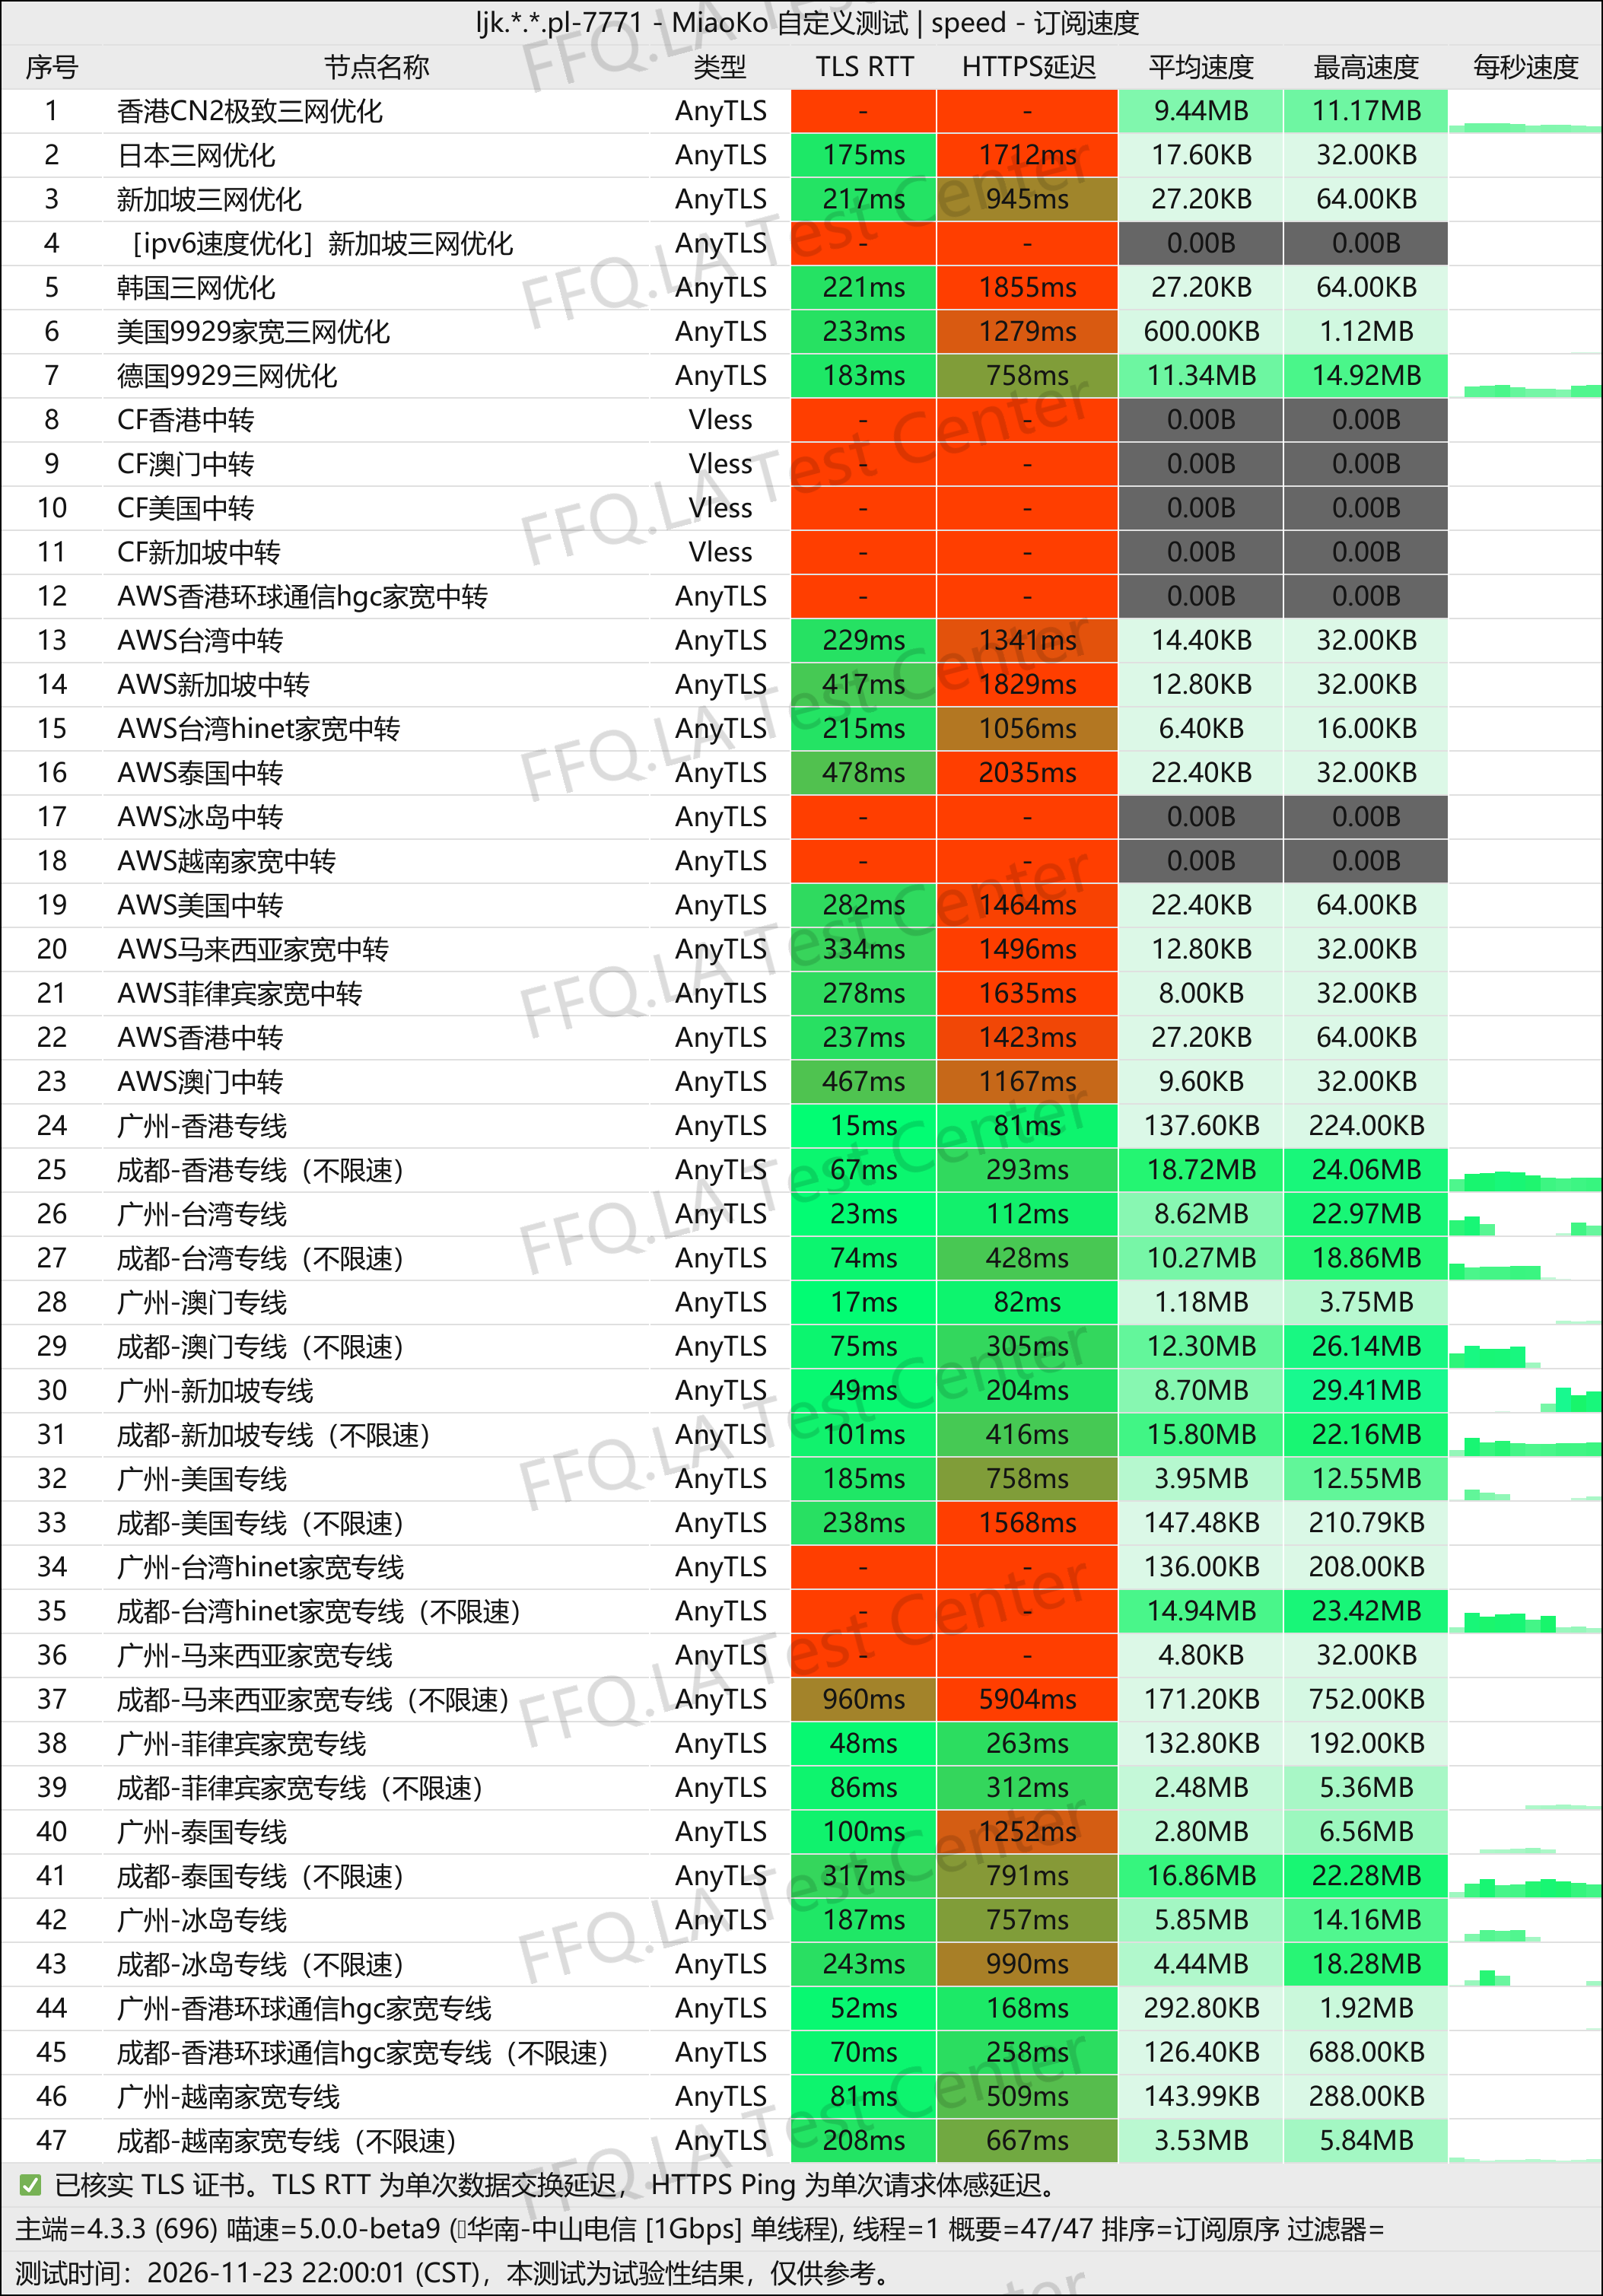 ljk.*.*.pl-7771 - MiaoKo 自定义测试 | speed - 订阅速度
序号 节点名称 类型 TLS RTT HTTPS延迟 平均速度 最高速度 每秒速度
1 香港CN2极致三网优化 AnyTLS - - 9.44MB 11.17MB
2 日本三网优化 AnyTLS 175ms 1712ms 17.60KB 32.00KB
3 新加坡三网优化 AnyTLS 217ms 945ms 27.20KB 64.00KB
4 ［ipv6速度优化］新加坡三网优化 AnyTLS - - 0.00B 0.00B
5 韩国三网优化 AnyTLS 221ms 1855ms 27.20KB 64.00KB
6 美国9929家宽三网优化 AnyTLS 233ms 1279ms 600.00KB 1.12MB
7 德国9929三网优化 AnyTLS 183ms 758ms 11.34MB 14.92MB
8 CF香港中转 Vless - - 0.00B 0.00B
9 CF澳门中转 Vless - - 0.00B 0.00B
10 CF美国中转 Vless - - 0.00B 0.00B
11 CF新加坡中转 Vless - - 0.00B 0.00B
12 AWS香港环球通信hgc家宽中转 AnyTLS - - 0.00B 0.00B
13 AWS台湾中转 AnyTLS 229ms 1341ms 14.40KB 32.00KB
14 AWS新加坡中转 AnyTLS 417ms 1829ms 12.80KB 32.00KB
15 AWS台湾hinet家宽中转 AnyTLS 215ms 1056ms 6.40KB 16.00KB
16 AWS泰国中转 AnyTLS 478ms 2035ms 22.40KB 32.00KB
17 AWS冰岛中转 AnyTLS - - 0.00B 0.00B
18 AWS越南家宽中转 AnyTLS - - 0.00B 0.00B
19 AWS美国中转 AnyTLS 282ms 1464ms 22.40KB 64.00KB
20 AWS马来西亚家宽中转 AnyTLS 334ms 1496ms 12.80KB 32.00KB
21 AWS菲律宾家宽中转 AnyTLS 278ms 1635ms 8.00KB 32.00KB
22 AWS香港中转 AnyTLS 237ms 1423ms 27.20KB 64.00KB
23 AWS澳门中转 AnyTLS 467ms 1167ms 9.60KB 32.00KB
24 广州-香港专线 AnyTLS 15ms 81ms 137.60KB 224.00KB
25 成都-香港专线（不限速） AnyTLS 67ms 293ms 18.72MB 24.06MB
26 广州-台湾专线 AnyTLS 23ms 112ms 8.62MB 22.97MB
27 成都-台湾专线（不限速） AnyTLS 74ms 428ms 10.27MB 18.86MB
28 广州-澳门专线 AnyTLS 17ms 82ms 1.18MB 3.75MB
29 成都-澳门专线（不限速） AnyTLS 75ms 305ms 12.30MB 26.14MB
30 广州-新加坡专线 AnyTLS 49ms 204ms 8.70MB 29.41MB
31 成都-新加坡专线（不限速） AnyTLS 101ms 416ms 15.80MB 22.16MB
32 广州-美国专线 AnyTLS 185ms 758ms 3.95MB 12.55MB
33 成都-美国专线（不限速） AnyTLS 238ms 1568ms 147.48KB 210.79KB
34 广州-台湾hinet家宽专线 AnyTLS - - 136.00KB 208.00KB
35 成都-台湾hinet家宽专线（不限速） AnyTLS - - 14.94MB 23.42MB
36 广州-马来西亚家宽专线 AnyTLS - - 4.80KB 32.00KB
37 成都-马来西亚家宽专线（不限速） AnyTLS 960ms 5904ms 171.20KB 752.00KB
38 广州-菲律宾家宽专线 AnyTLS 48ms 263ms 132.80KB 192.00KB
39 成都-菲律宾家宽专线（不限速） AnyTLS 86ms 312ms 2.48MB 5.36MB
40 广州-泰国专线 AnyTLS 100ms 1252ms 2.80MB 6.56MB
41 成都-泰国专线（不限速） AnyTLS 317ms 791ms 16.86MB 22.28MB
42 广州-冰岛专线 AnyTLS 187ms 757ms 5.85MB 14.16MB
43 成都-冰岛专线（不限速） AnyTLS 243ms 990ms 4.44MB 18.28MB
44 广州-香港环球通信hgc家宽专线 AnyTLS 52ms 168ms 292.80KB 1.92MB
45 成都-香港环球通信hgc家宽专线（不限速） AnyTLS 70ms 258ms 126.40KB 688.00KB
46 广州-越南家宽专线 AnyTLS 81ms 509ms 143.99KB 288.00KB
47 成都-越南家宽专线（不限速） AnyTLS 208ms 667ms 3.53MB 5.84MB
✅ 已核实 TLS 证书。TLS RTT 为单次数据交换延迟， HTTPS Ping 为单次请求体感延迟。
主端=4.3.3 (696) 喵速=5.0.0-beta9 (华南-中山电信 [1Gbps] 单线程), 线程=1 概要=47/47 排序=订阅原序 过滤器=
测试时间：2026-11-23 22:00:01 (CST)，本测试为试验性结果，仅供参考。
FFQ.LA Test Center